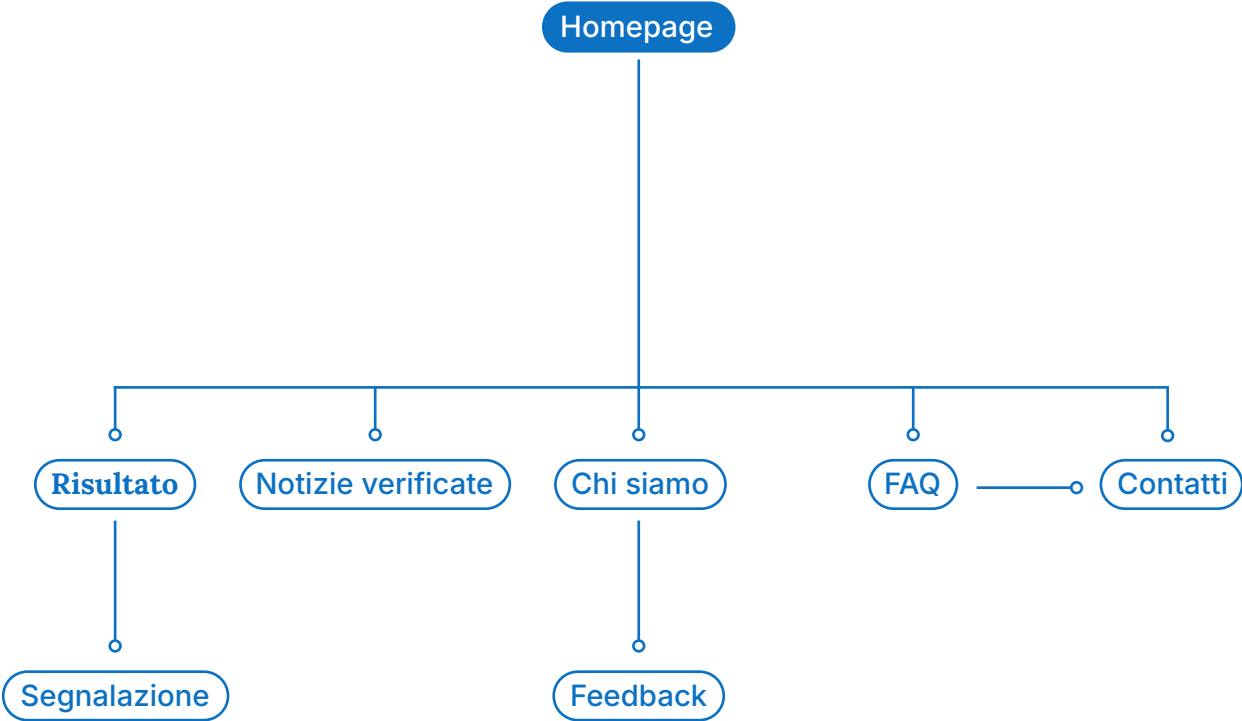 Homepage
Risultato
Notizie verificate
Chi siamo
FAQ
Contatti
Segnalazione
Feedback